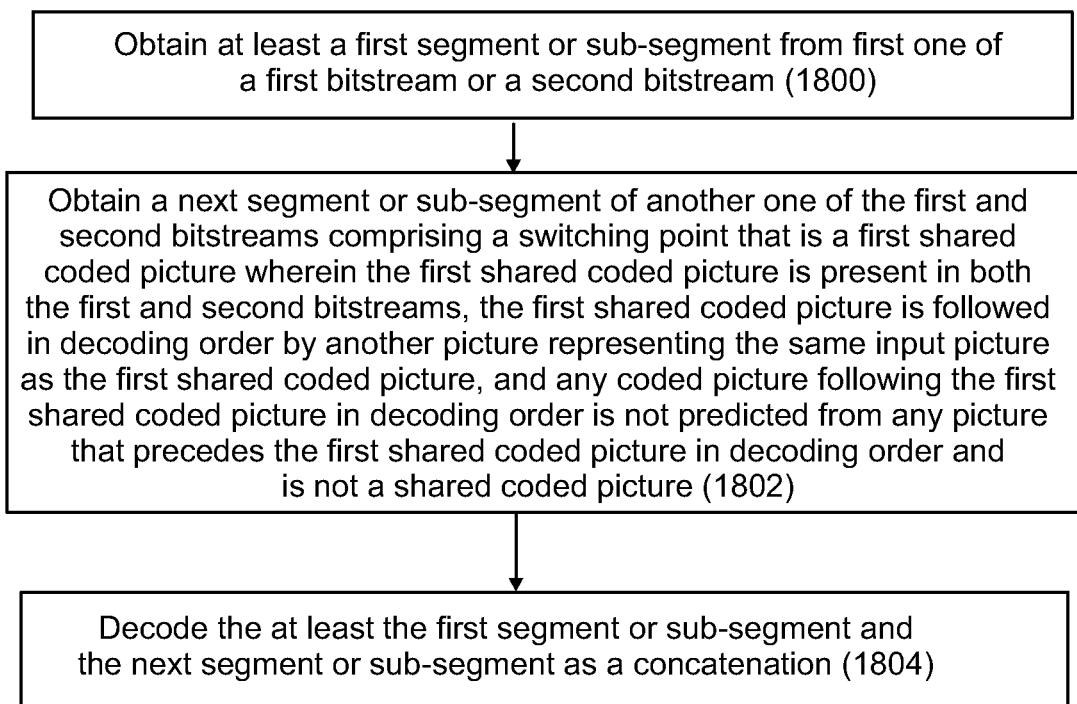 Obtain at least a first segment or sub-segment from first one of
a first bitstream or a second bitstream (1800)
Obtain a next segment or sub-segment of another one of the first and
second bitstreams comprising a switching point that is a first shared
coded picture wherein the first shared coded picture is present in both
the first and second bitstreams, the first shared coded picture is followed
in decoding order by another picture representing the same input picture
as the first shared coded picture, and any coded picture following the first
shared coded picture in decoding order is not predicted from any picture
that precedes the first shared coded picture in decoding order and
is not a shared coded picture (1802)
Decode the at least the first segment or sub-segment and
the next segment or sub-segment as a concatenation (1804)